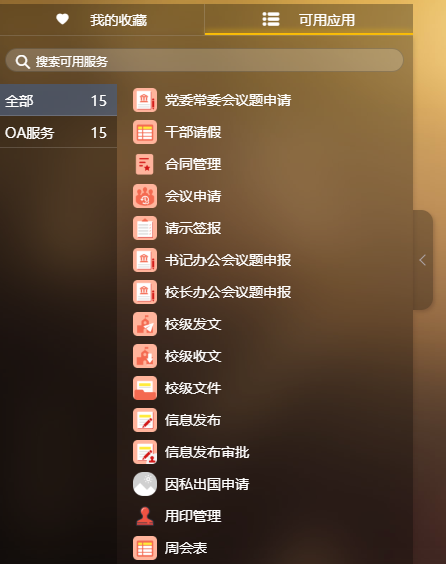 我的收藏
可用应用
搜索可用服务
全部 15
OA服务 15
党委常委会议题申请
干部请假
合同管理
会议申请
请示签报
书记办公会议题申报
校长办公会议题申报
校级发文
校级收文
校级文件
信息发布
信息发布审批
因私出国申请
用印管理
周会表